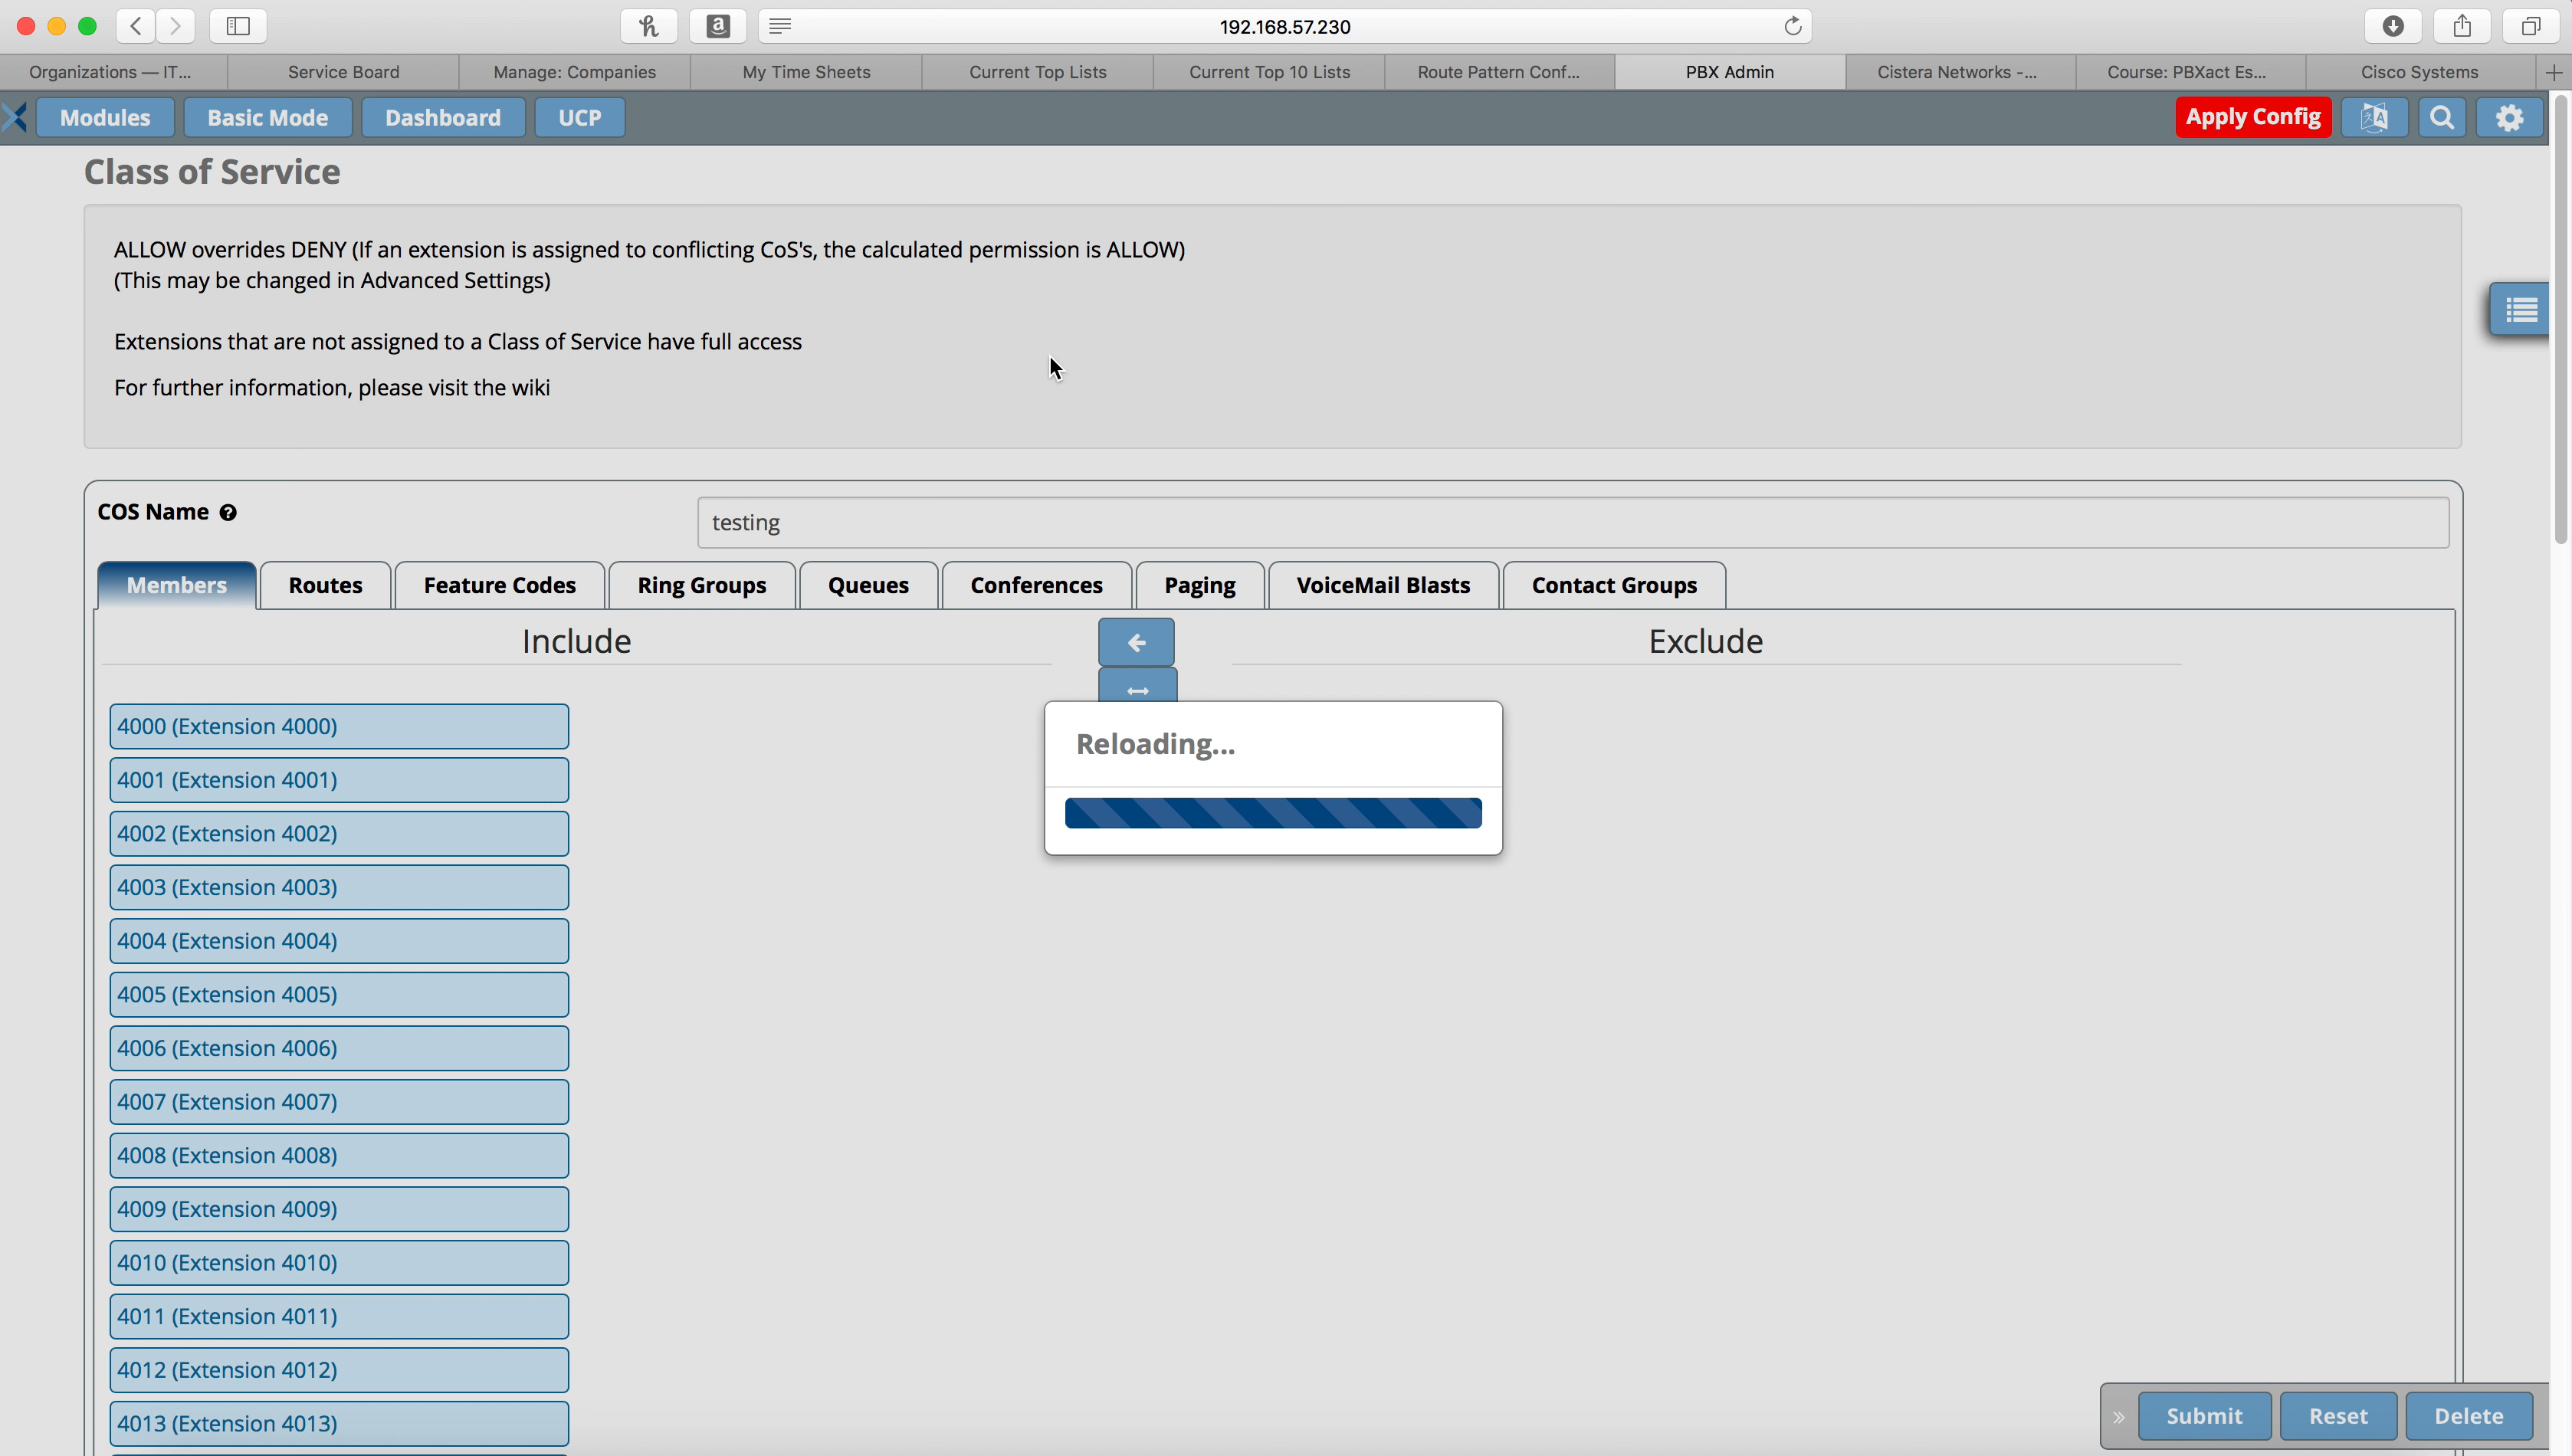 192.168.57.230
Organizations — IT...
Service Board
Manage: Companies
My Time Sheets
Current Top Lists
Current Top 10 Lists
Route Pattern Conf...
PBX Admin
Cistera Networks -...
Course: PBXact Es...
Cisco Systems
Modules
Basic Mode
Dashboard
UCP
Apply Config
Class of Service
ALLOW overrides DENY (If an extension is assigned to conflicting CoS's, the calculated permission is ALLOW)
(This may be changed in Advanced Settings)
Extensions that are not assigned to a Class of Service have full access
For further information, please visit the wiki
COS Name
testing
Members
Routes
Feature Codes
Ring Groups
Queues
Conferences
Paging
VoiceMail Blasts
Contact Groups
Include
Exclude
Reloading...
4000 (Extension 4000)
4001 (Extension 4001)
4002 (Extension 4002)
4003 (Extension 4003)
4004 (Extension 4004)
4005 (Extension 4005)
4006 (Extension 4006)
4007 (Extension 4007)
4008 (Extension 4008)
4009 (Extension 4009)
4010 (Extension 4010)
4011 (Extension 4011)
4012 (Extension 4012)
4013 (Extension 4013)
Submit
Reset
Delete